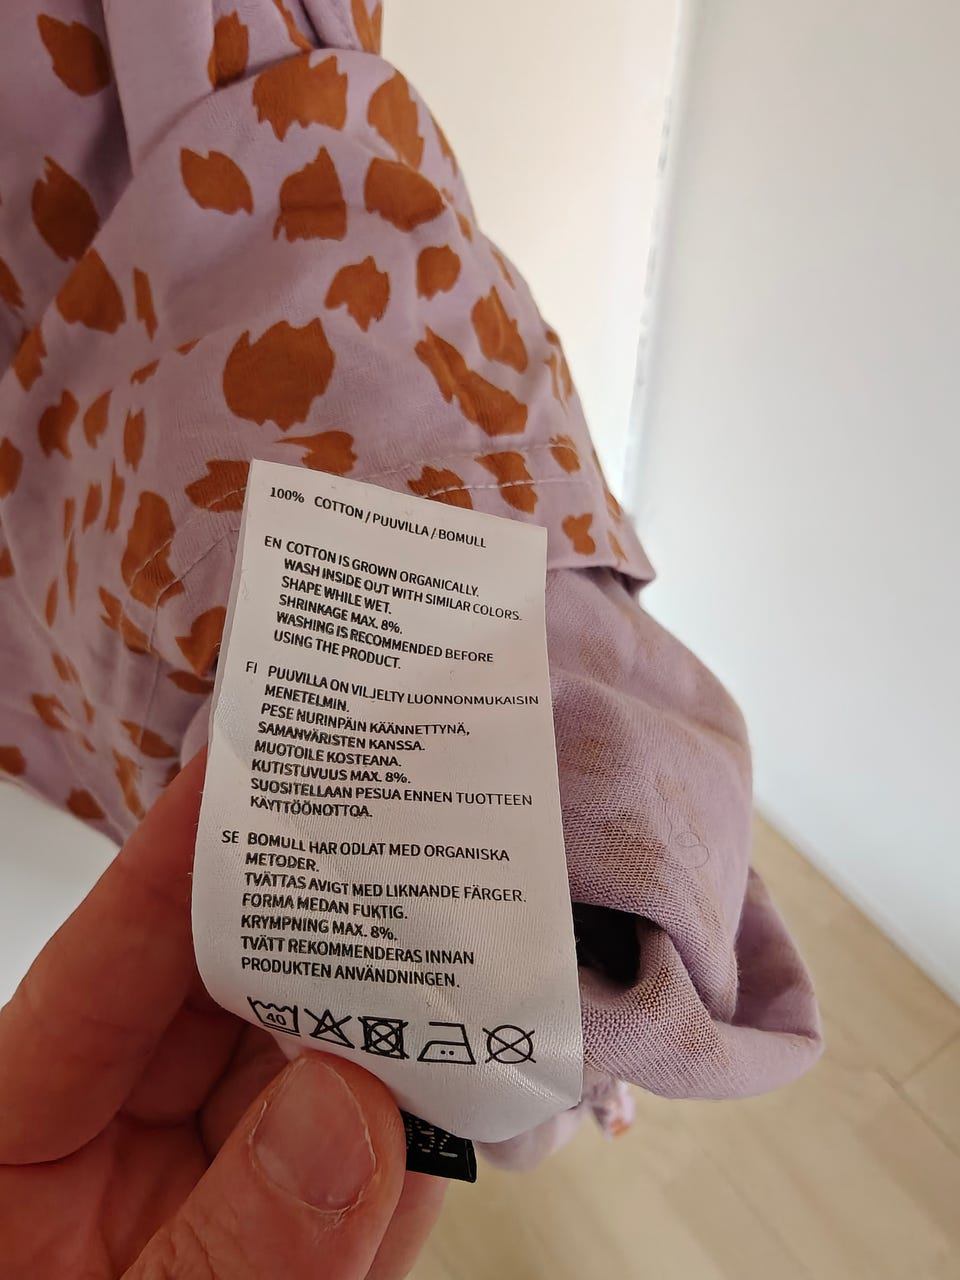 100% COTTON / PUUVILLA / BOMULL
EN COTTON IS GROWN ORGANICALLY.
WASH INSIDE OUT WITH SIMILAR COLORS.
SHAPE WHILE WET.
SHRINKAGE MAX. 8%.
WASHING IS RECOMMENDED BEFORE
USING THE PRODUCT.
FI PUUVILLA ON VILJELTY LUONNONMUKAISIN
MENETELMIN.
PESE NURINPÄIN KÄÄNNETTYNÄ,
SAMANVÄRISTEN KANSSA.
MUOTOILE KOSTEANA.
KUTISTUVUUS MAX. 8%.
SUOSITELLAAN PESUA ENNEN TUOTTEEN
KÄYTTÖÖNOTTOA.
SE BOMULL HAR ODLAT MED ORGANISKA
METODER.
TVÄTTAS AVIGT MED LIKNANDE FÄRGER.
FORMA MEDAN FUKTIG.
KRYMPNING MAX. 8%.
TVÄTT REKOMMENDERAS INNAN
PRODUKTEN ANVÄNDNINGEN.
40